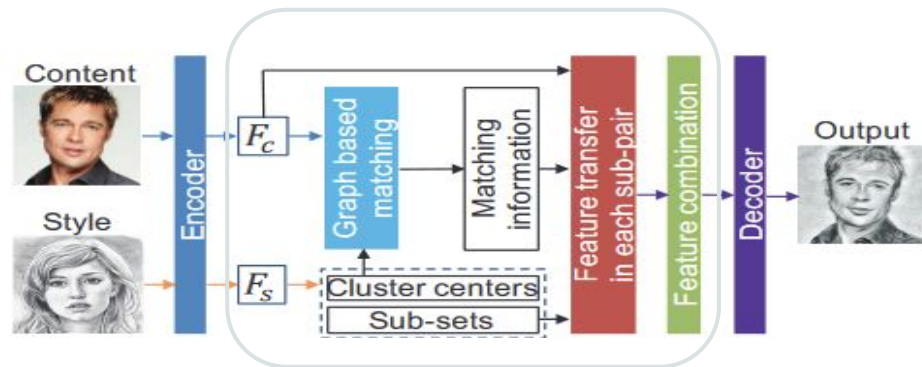 Content
Style
Encoder
Fc
Fs
Graph based
matching
Cluster centers
Sub-sets
Matching
information
Feature transfer
in each sub-pair
Feature combination
Decoder
Output